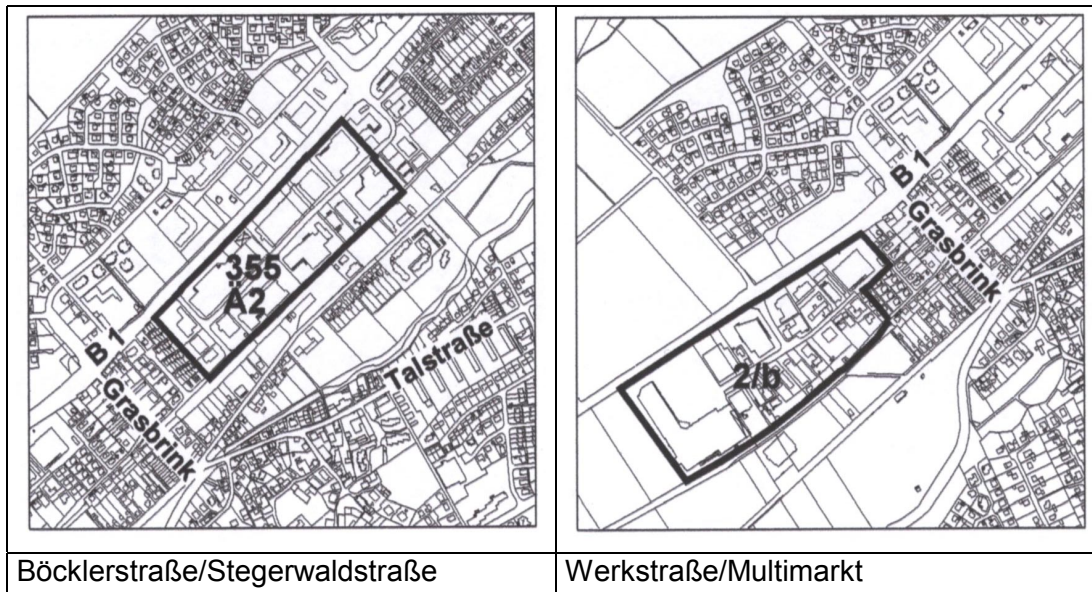 355
Ä2
B 1
Grasbrink
Talstraße
B 1
Grasbrink
2/b
Böcklerstraße/Stegerwaldstraße
Werkstraße/Multimarkt